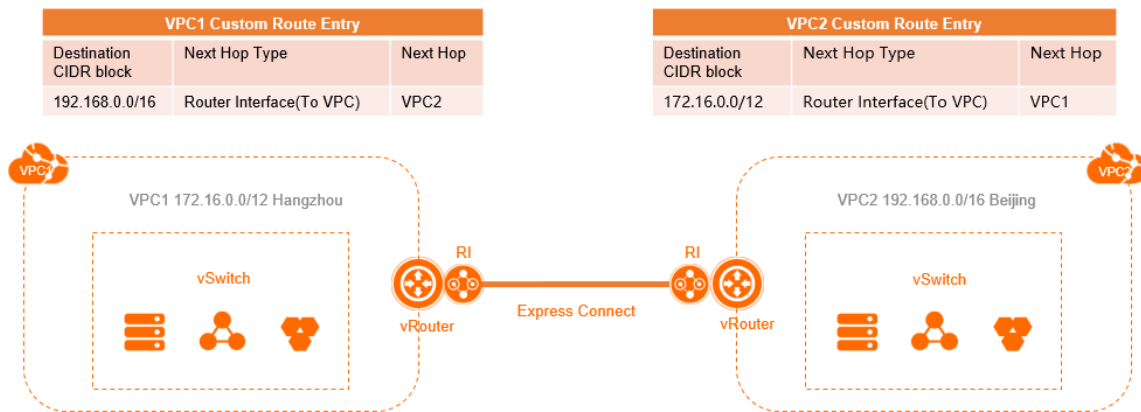 VPC1 Custom Route Entry
Destination CIDR block
Next Hop Type
Next Hop
192.168.0.0/16
Router Interface(To VPC)
VPC2
VPC2 Custom Route Entry
Destination CIDR block
Next Hop Type
Next Hop
172.16.0.0/12
Router Interface(To VPC)
VPC1
VPC1
VPC1 172.16.0.0/12 Hangzhou
vSwitch
RI
vRouter
Express Connect
RI
vRouter
VPC2
VPC2 192.168.0.0/16 Beijing
vSwitch